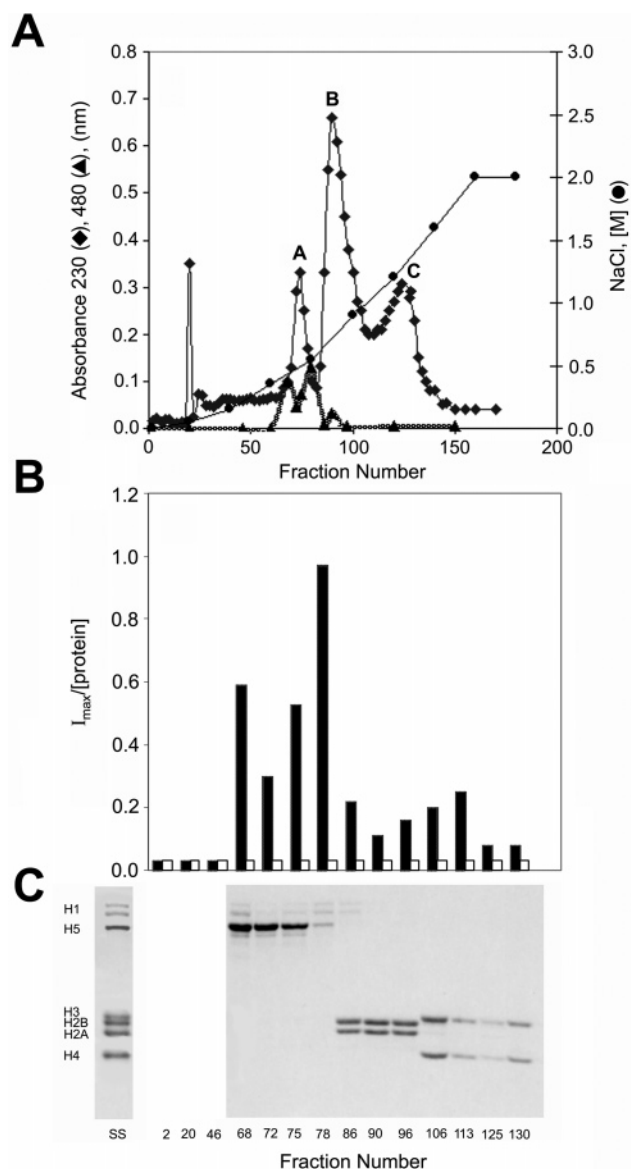 A
0.8
0.7
0.6
0.5
0.4
0.3
0.2
0.1
0.0
Absorbance 230 (◆), 480 (▲), (nm)
3.0
2.5
2.0
1.5
1.0
0.5
0.0
NaCl, [M] (●)
A
B
C
0 50 100 150 200
Fraction Number
B
1.2
1.0
0.8
0.6
0.4
0.2
0.0
Imax/[protein]
C
H1
H5
H3
H2B
H2A
H4
SS 2 20 46 68 72 75 78 86 90 96 106 113 125 130
Fraction Number